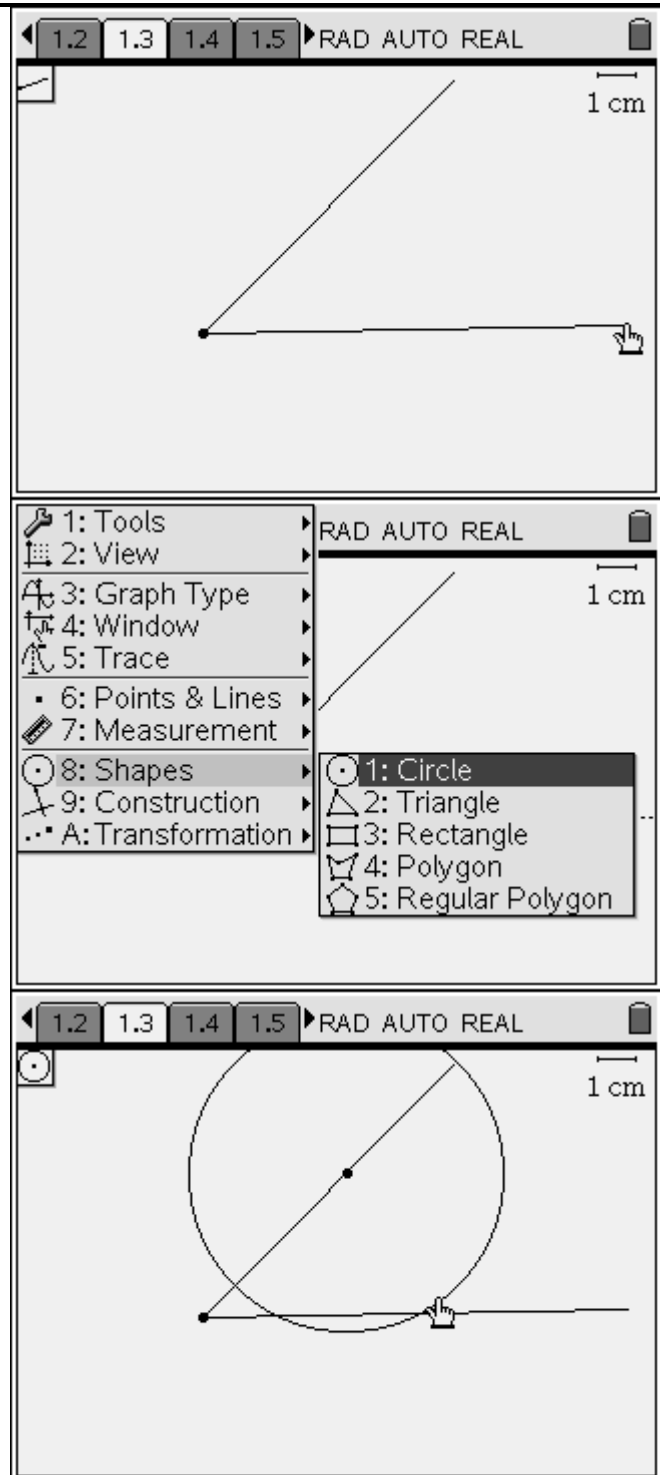 1.2 1.3 1.4 1.5 RAD AUTO REAL
1 cm
1: Tools
2: View
3: Graph Type
4: Window
5: Trace
6: Points & Lines
7: Measurement
8: Shapes
9: Construction
A: Transformation
RAD AUTO REAL
1 cm
1: Circle
2: Triangle
3: Rectangle
4: Polygon
5: Regular Polygon
1.2 1.3 1.4 1.5 RAD AUTO REAL
1 cm